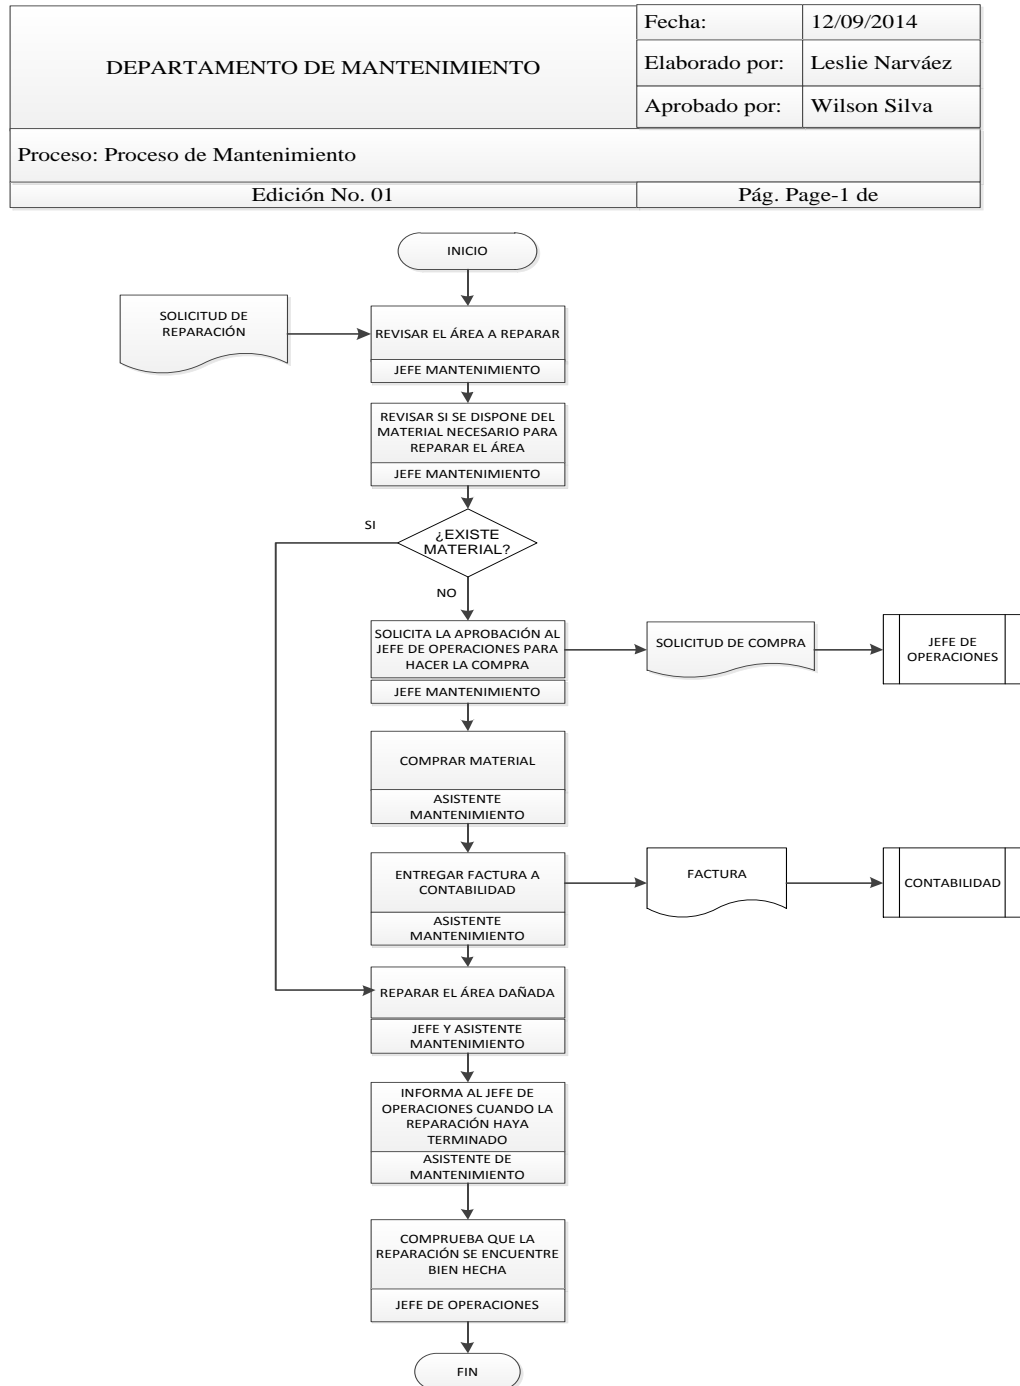 DEPARTAMENTO DE MANTENIMIENTO
Fecha: 12/09/2014
Elaborado por: Leslie Narváez
Aprobado por: Wilson Silva
Proceso: Proceso de Mantenimiento
Edición No. 01
Pág. Page-1 de
INICIO
SOLICITUD DE
REPARACIÓN
REVISAR EL ÁREA A REPARAR
JEFE MANTENIMIENTO
REVISAR SI SE DISPONE DEL
MATERIAL NECESARIO PARA
REPARAR EL ÁREA
JEFE MANTENIMIENTO
SI
¿EXISTE
MATERIAL?
NO
SOLICITA LA APROBACIÓN AL
JEFE DE OPERACIONES PARA
HACER LA COMPRA
JEFE MANTENIMIENTO
SOLICITUD DE COMPRA
JEFE DE
OPERACIONES
COMPRAR MATERIAL
ASISTENTE
MANTENIMIENTO
ENTREGAR FACTURA A
CONTABILIDAD
ASISTENTE
MANTENIMIENTO
FACTURA
CONTABILIDAD
REPARAR EL ÁREA DAÑADA
JEFE Y ASISTENTE
MANTENIMIENTO
INFORMA AL JEFE DE
OPERACIONES CUANDO LA
REPARACIÓN HAYA
TERMINADO
ASISTENTE DE
MANTENIMIENTO
COMPRUEBA QUE LA
REPARACIÓN SE ENCUENTRE
BIEN HECHA
JEFE DE OPERACIONES
FIN